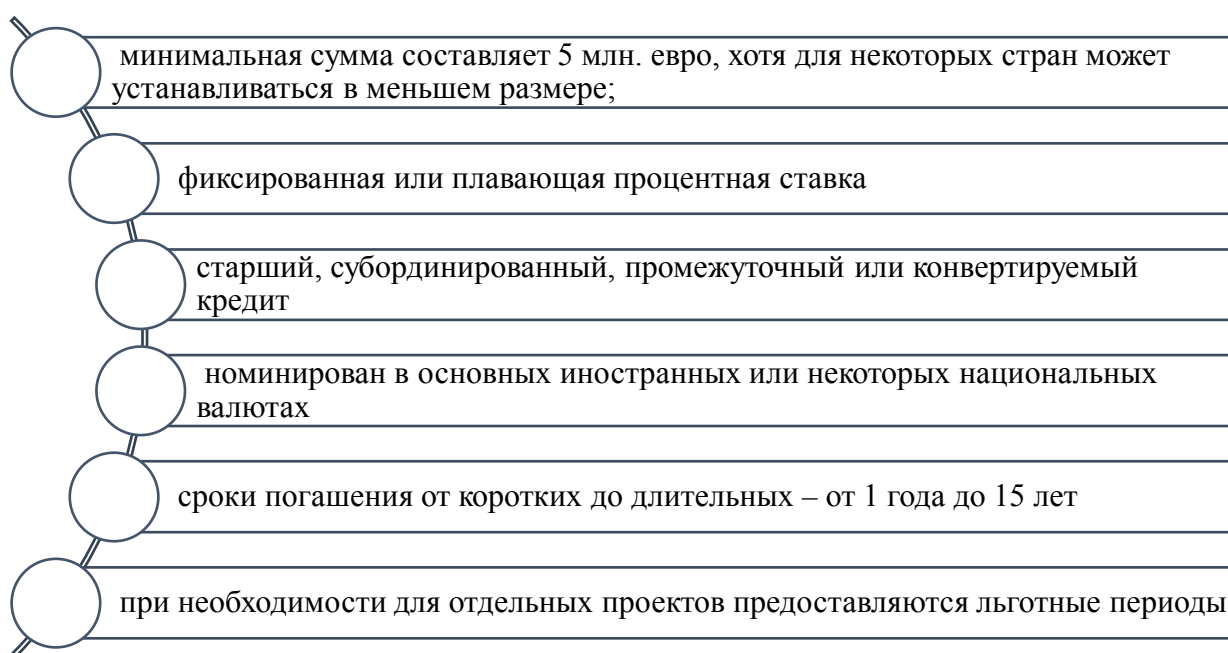 минимальная сумма составляет 5 млн. евро, хотя для некоторых стран может
устанавливаться в меньшем размере;
фиксированная или плавающая процентная ставка
старший, субординированный, промежуточный или конвертируемый
кредит
номинирован в основных иностранных или некоторых национальных
валютах
сроки погашения от коротких до длительных – от 1 года до 15 лет
при необходимости для отдельных проектов предоставляются льготные периоды